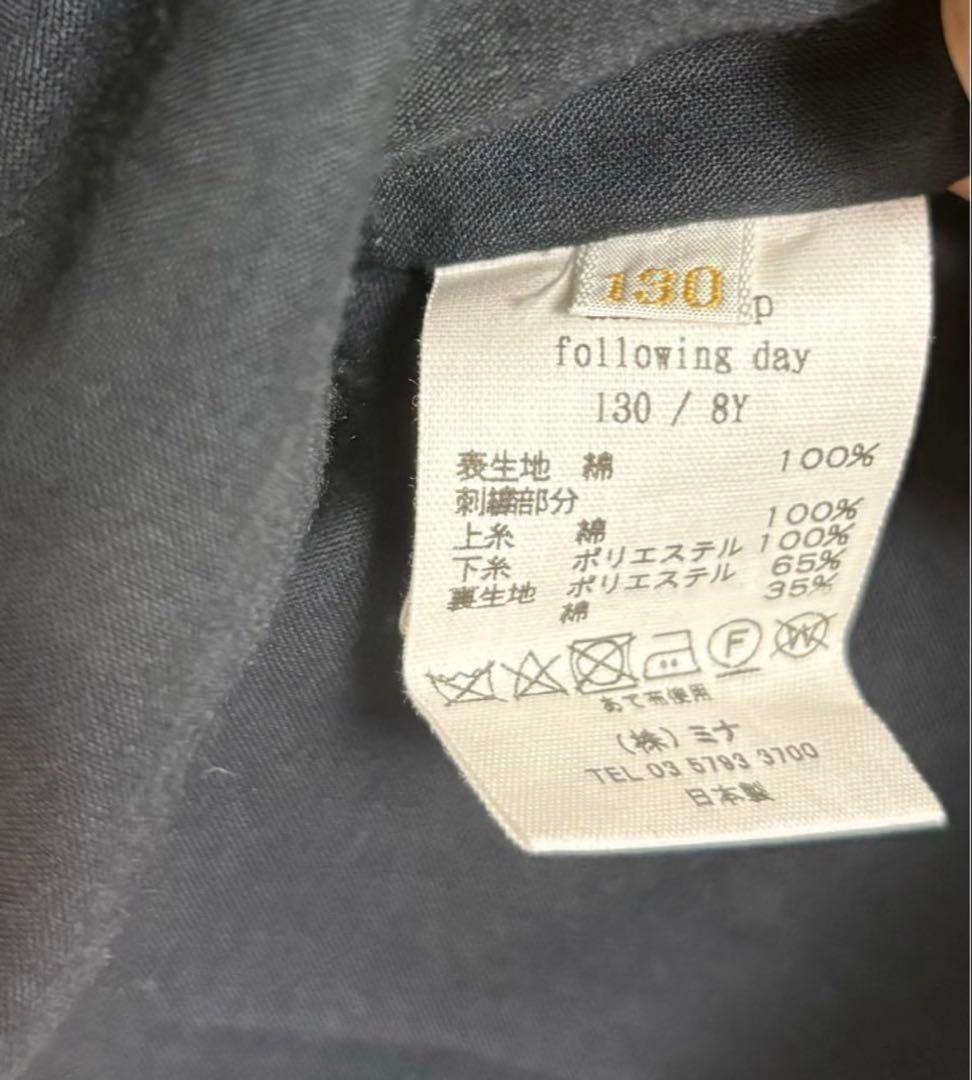 130
following day
130 / 8Y
表生地 綿 100%
刺繍部分
上糸 綿 100%
下糸 ポリエステル 100%
裏生地 ポリエステル 65%
綿 35%
F W
あて布使用
(株)ミナ
TEL 03 5793 3700
日本製